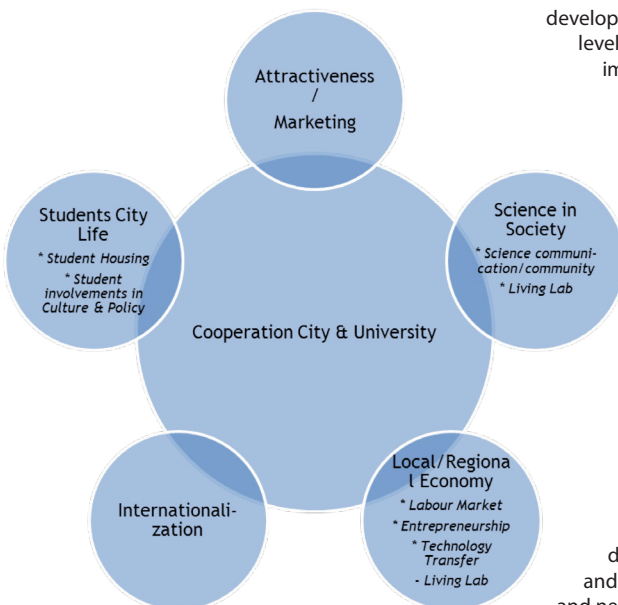 develop
level
im
Attractiveness
/
Marketing
Students City
Life
* Student Housing
* Student
involvements in
Culture & Policy
Science in
Society
* Science communi-
cation/community
* Living Lab
Cooperation City & University
Internationali-
zation
Local/Regiona
l Economy
* Labour Market
* Entrepreneurship
* Technology
Transfer
- Living Lab
d
and